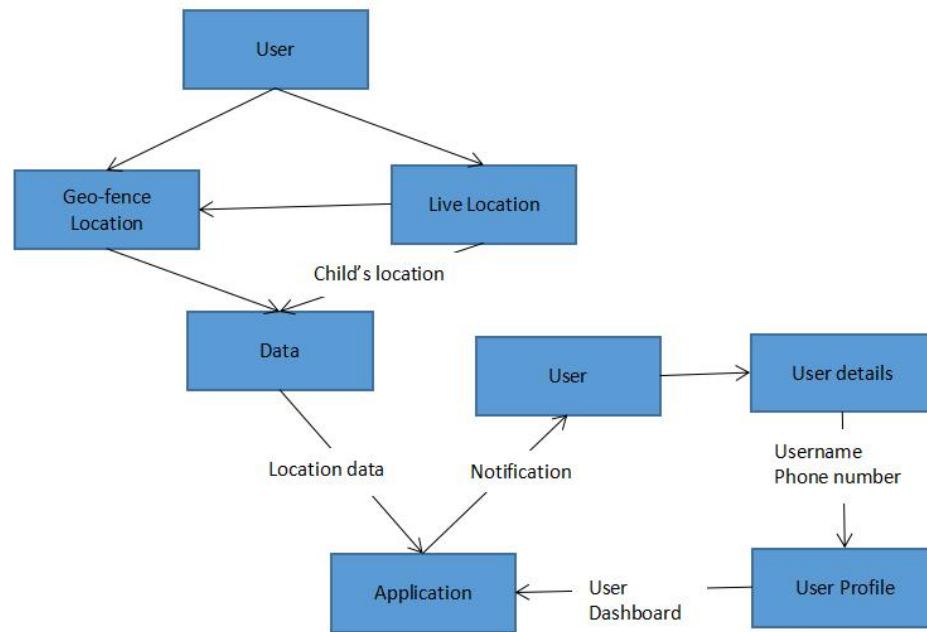 User
Geo-fence
Location
Live Location
Child's location
Data
User
User details
Username
Phone number
Location data
Notification
Application
User
Dashboard
User Profile